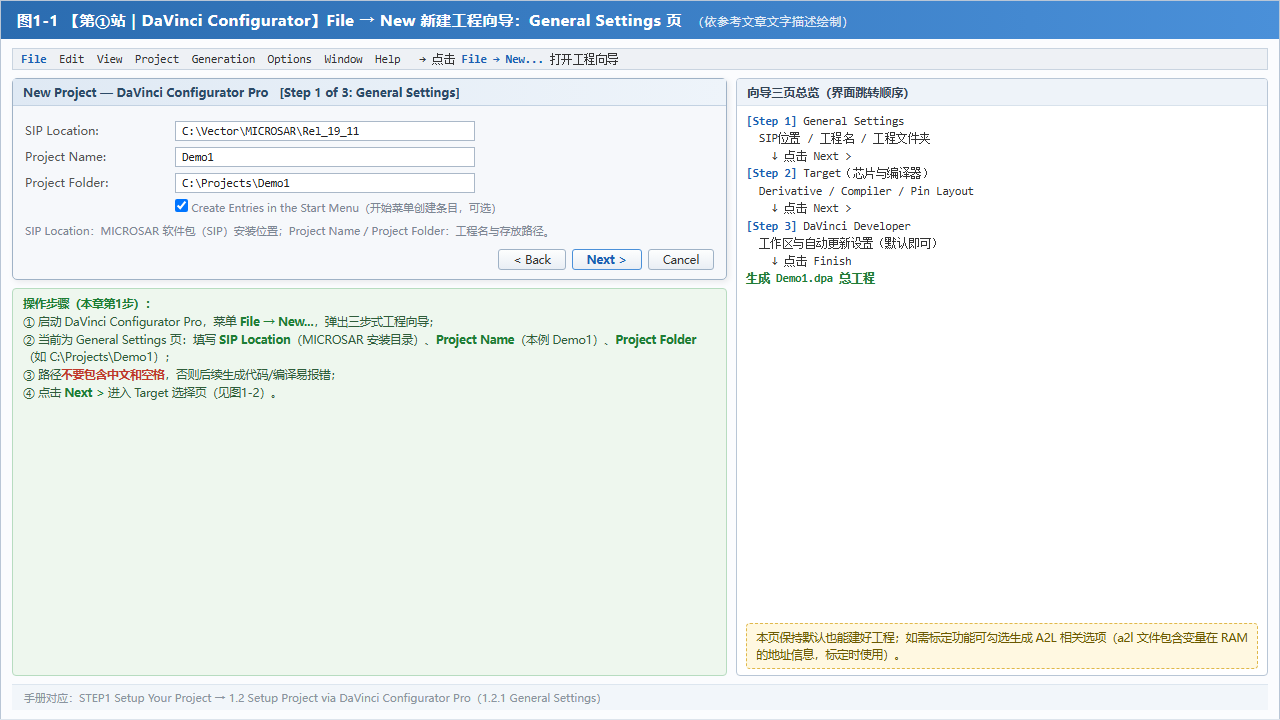 图1-1 【第①站 | DaVinci Configurator】File → New 新建工程向导：General Settings 页 （依参考文章文字描述绘制）
File Edit View Project Generation Options Window Help → 点击 File → New... 打开工程向导
New Project — DaVinci Configurator Pro [Step 1 of 3: General Settings]
SIP Location: C:\Vector\MICROSAR\Rel_19_11
Project Name: Demo1
Project Folder: C:\Projects\Demo1
Create Entries in the Start Menu（开始菜单创建条目，可选）
SIP Location：MICROSAR 软件包（SIP）安装位置；Project Name / Project Folder：工程名与存放路径。
< Back Next > Cancel
操作步骤（本章第1步）：
① 启动 DaVinci Configurator Pro，菜单 File → New...，弹出三步式工程向导；
② 当前为 General Settings 页：填写 SIP Location（MICROSAR 安装目录）、Project Name（本例 Demo1）、Project Folder
（如 C:\Projects\Demo1）；
③ 路径不要包含中文和空格，否则后续生成代码/编译易报错；
④ 点击 Next > 进入 Target 选择页（见图1-2）。
向导三页总览（界面跳转顺序）
[Step 1] General Settings
SIP位置 / 工程名 / 工程文件夹
↓ 点击 Next >
[Step 2] Target（芯片与编译器）
Derivative / Compiler / Pin Layout
↓ 点击 Next >
[Step 3] DaVinci Developer
工作区与自动更新设置（默认即可）
↓ 点击 Finish
生成 Demo1.dpa 总工程
本页保持默认也能建好工程；如需标定功能可勾选生成 A2L 相关选项（a2l 文件包含变量在 RAM
的地址信息，标定时使用）。
手册对应：STEP1 Setup Your Project → 1.2 Setup Project via DaVinci Configurator Pro（1.2.1 General Settings）